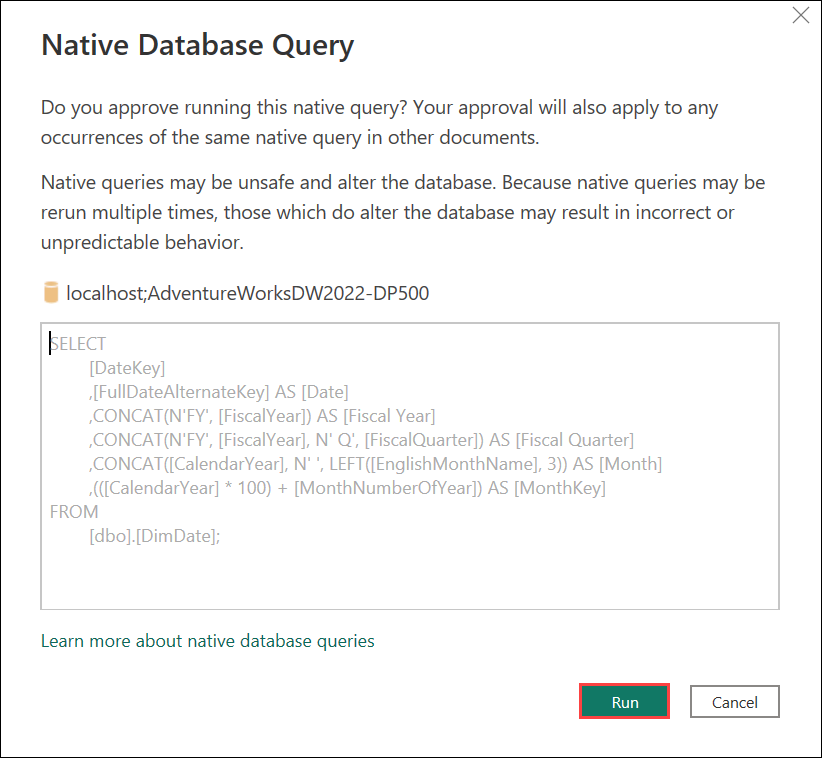 Native Database Query
Do you approve running this native query? Your approval will also apply to any
occurrences of the same native query in other documents.
Native queries may be unsafe and alter the database. Because native queries may be
rerun multiple times, those which do alter the database may result in incorrect or
unpredictable behavior.
localhost;AdventureWorksDW2022-DP500
SELECT
[DateKey]
,[FullDateAlternateKey] AS [Date]
,CONCAT(N'FY', [FiscalYear]) AS [Fiscal Year]
,CONCAT(N'FY', [FiscalYear], N' Q', [FiscalQuarter]) AS [Fiscal Quarter]
,CONCAT([CalendarYear], N' ', LEFT([EnglishMonthName], 3)) AS [Month]
,(([CalendarYear] * 100) + [MonthNumberOfYear]) AS [MonthKey]
FROM
[dbo].[DimDate];
Learn more about native database queries
Run
Cancel